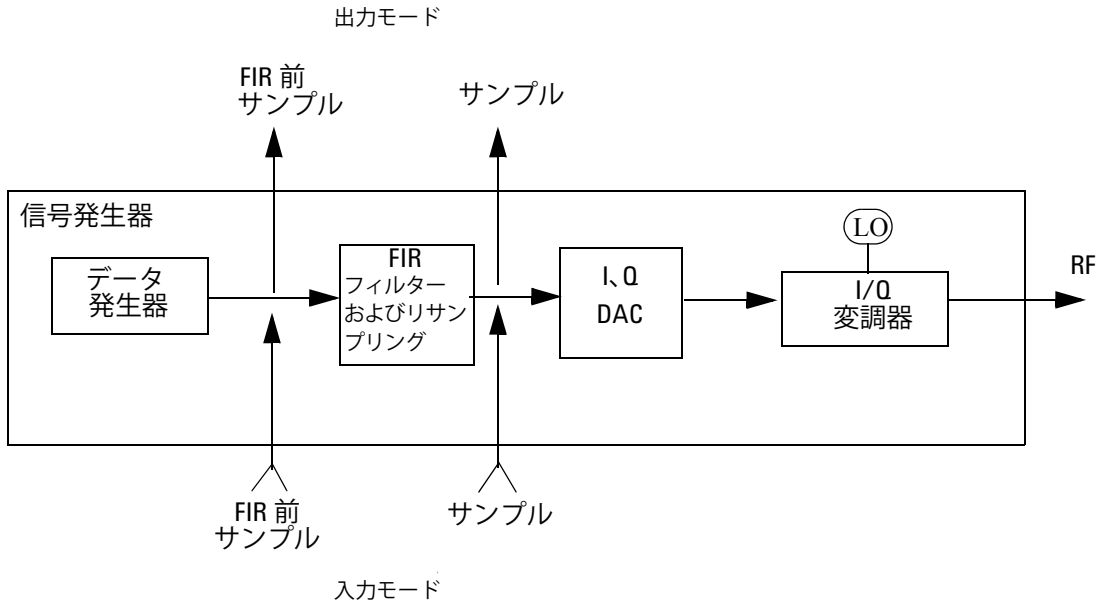 出力モード
FIR 前
サンプル
サンプル
信号発生器
データ
発生器
FIR
フィルター
およびリサン
プリング
I、Q
DAC
LO
I/Q
変調器
RF
FIR 前
サンプル
サンプル
入力モード